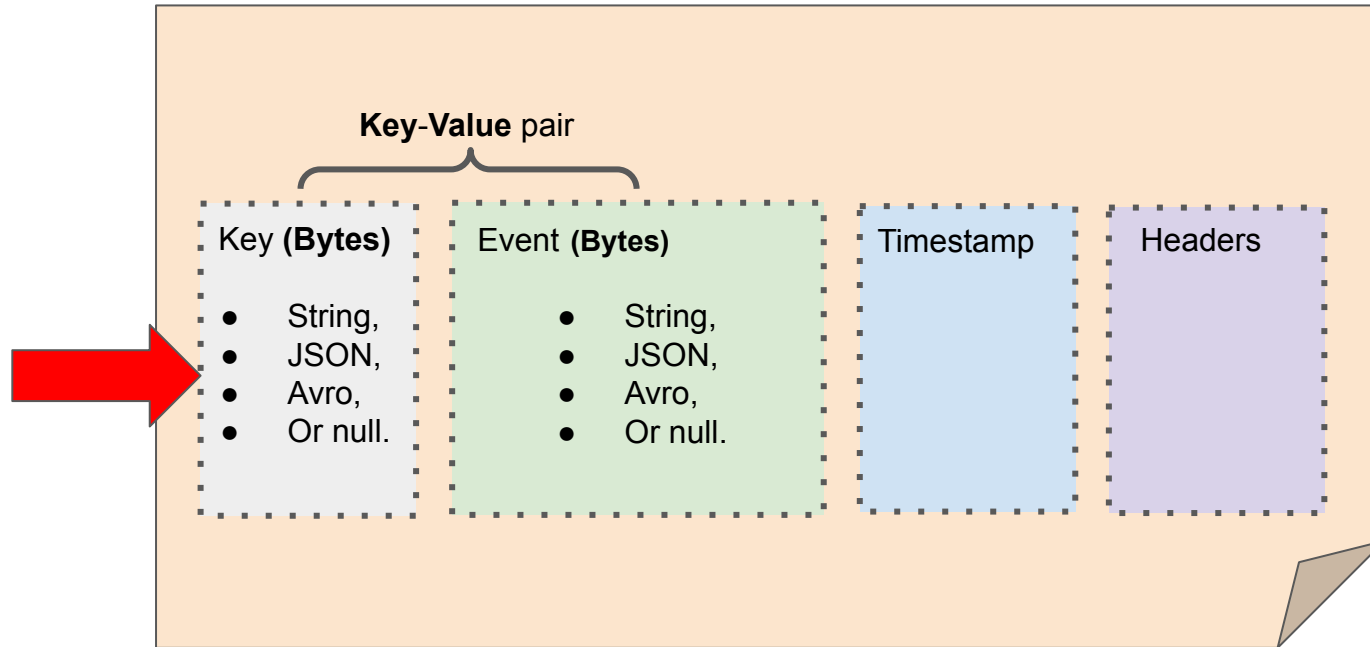 Key-Value pair
Key (Bytes)
● String,
● JSON,
● Avro,
● Or null.
Event (Bytes)
● String,
● JSON,
● Avro,
● Or null.
Timestamp
Headers